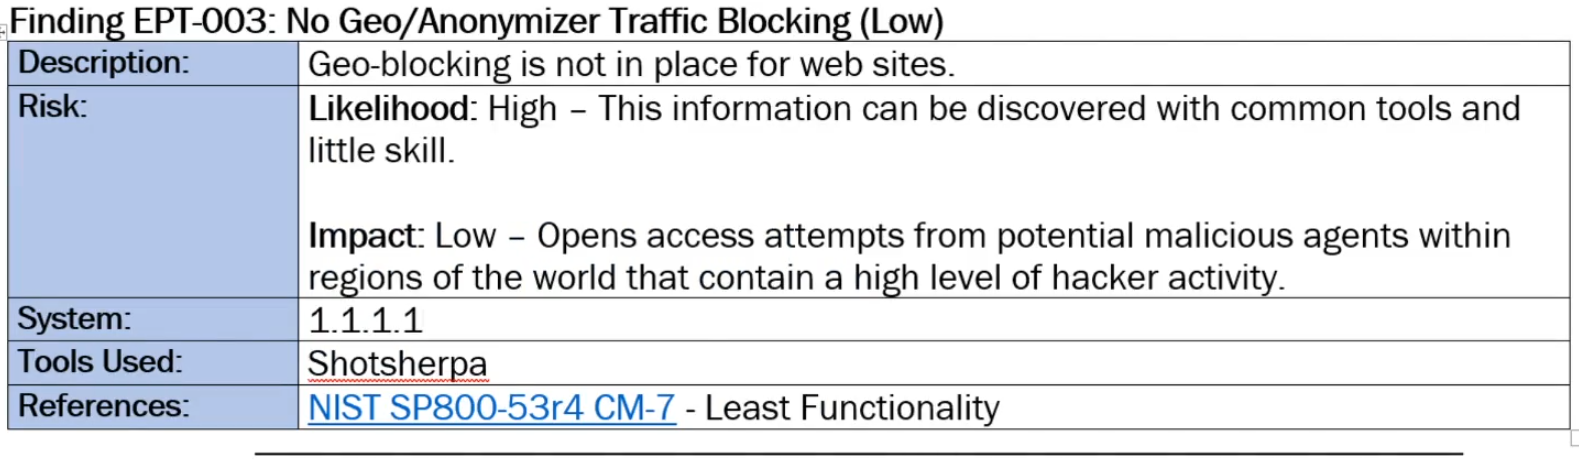 Finding EPT-003: No Geo/Anonymizer Traffic Blocking (Low)
Description: Geo-blocking is not in place for web sites.
Risk: Likelihood: High – This information can be discovered with common tools and
little skill.
Impact: Low – Opens access attempts from potential malicious agents within
regions of the world that contain a high level of hacker activity.
System: 1.1.1.1
Tools Used: Shotsherpa
References: NIST SP800-53r4 CM-7 - Least Functionality